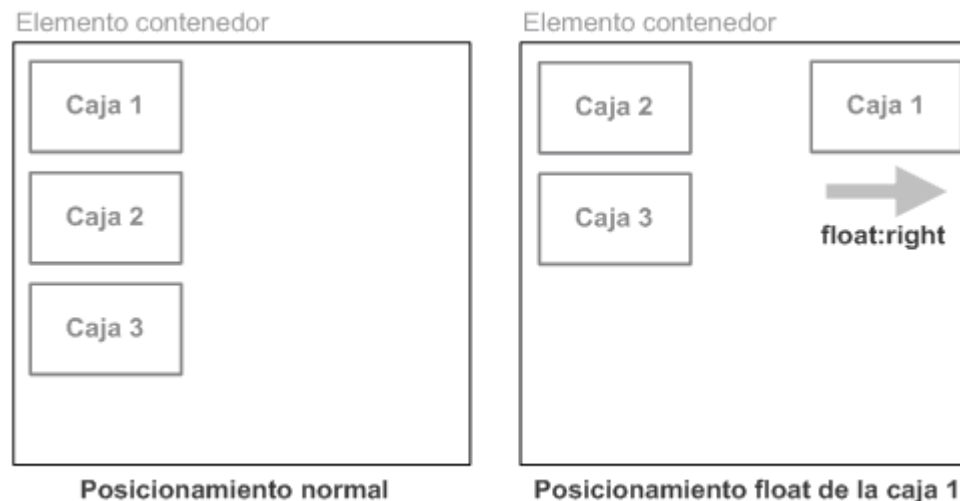 Elemento contenedor
Caja 1
Caja 2
Caja 3
Posicionamiento normal
Elemento contenedor
Caja 2
Caja 1
Caja 3
float:right
Posicionamiento float de la caja 1